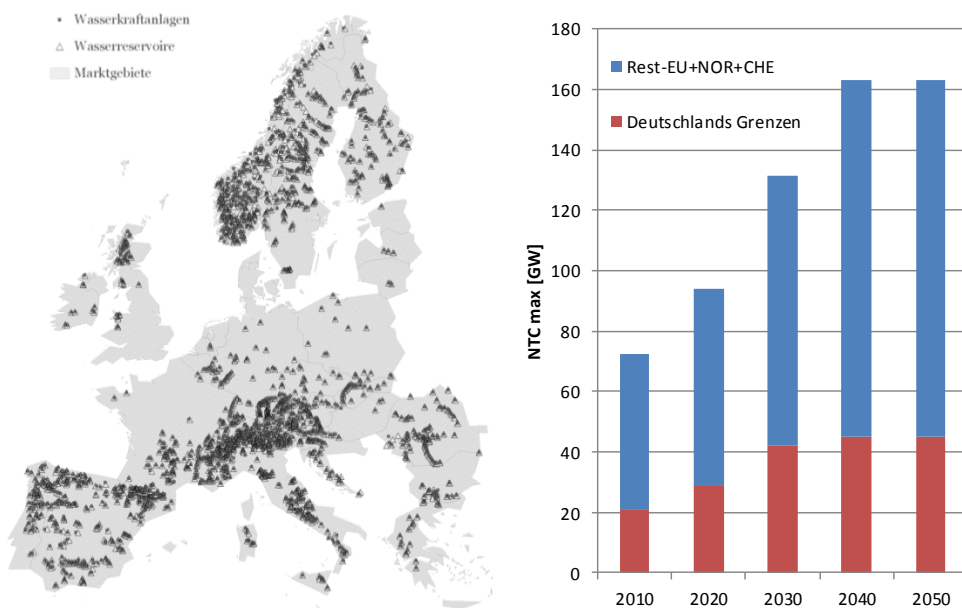 Wasserkraftanlagen
Wasserreservoire
Marktgebiete
NTC max [GW]
180
160
140
120
100
80
60
40
20
0
Rest-EU+NOR+CHE
Deutschlands Grenzen
2010 2020 2030 2040 2050